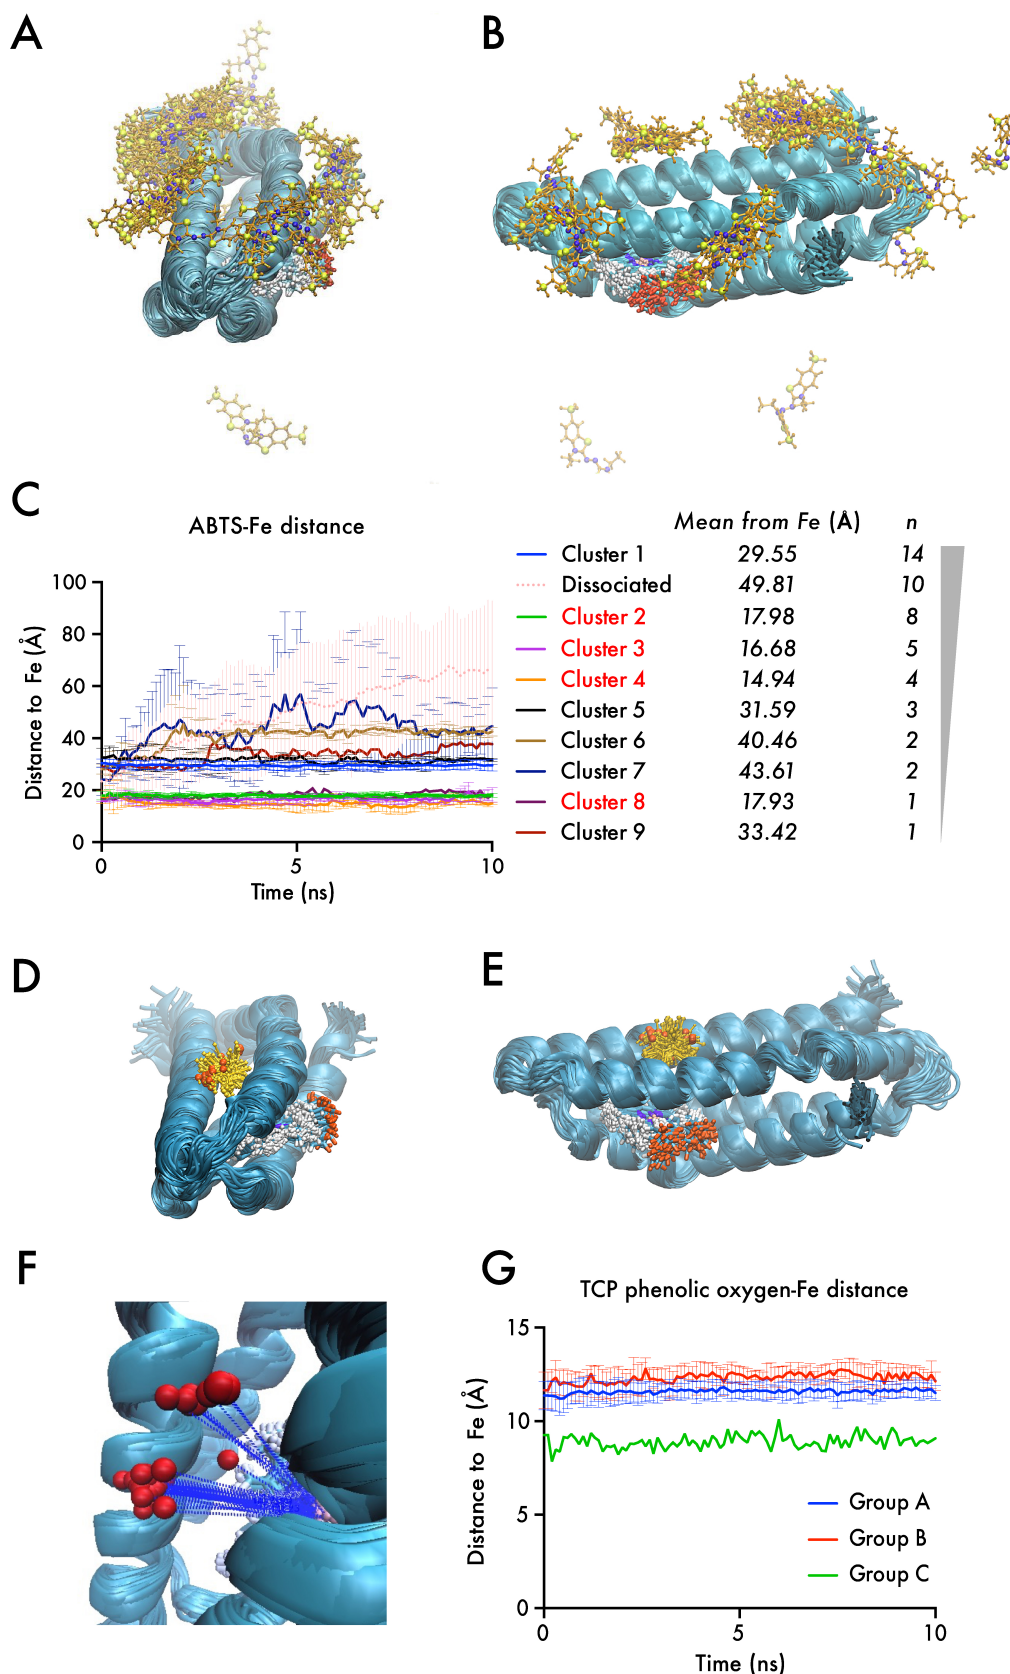 A
B
C
ABTS-Fe distance
Distance to Fe (Å)
100
80
60
40
20
0
0
5
10
Time (ns)
Mean from Fe (Å) n
Cluster 1 29.55 14
Dissociated 49.81 10
Cluster 2 17.98 8
Cluster 3 16.68 5
Cluster 4 14.94 4
Cluster 5 31.59 3
Cluster 6 40.46 2
Cluster 7 43.61 2
Cluster 8 17.93 1
Cluster 9 33.42 1
D
E
F
G
TCP phenolic oxygen-Fe distance
Distance to Fe (Å)
15
10
5
0
Group A
Group B
Group C
0
5
10
Time (ns)